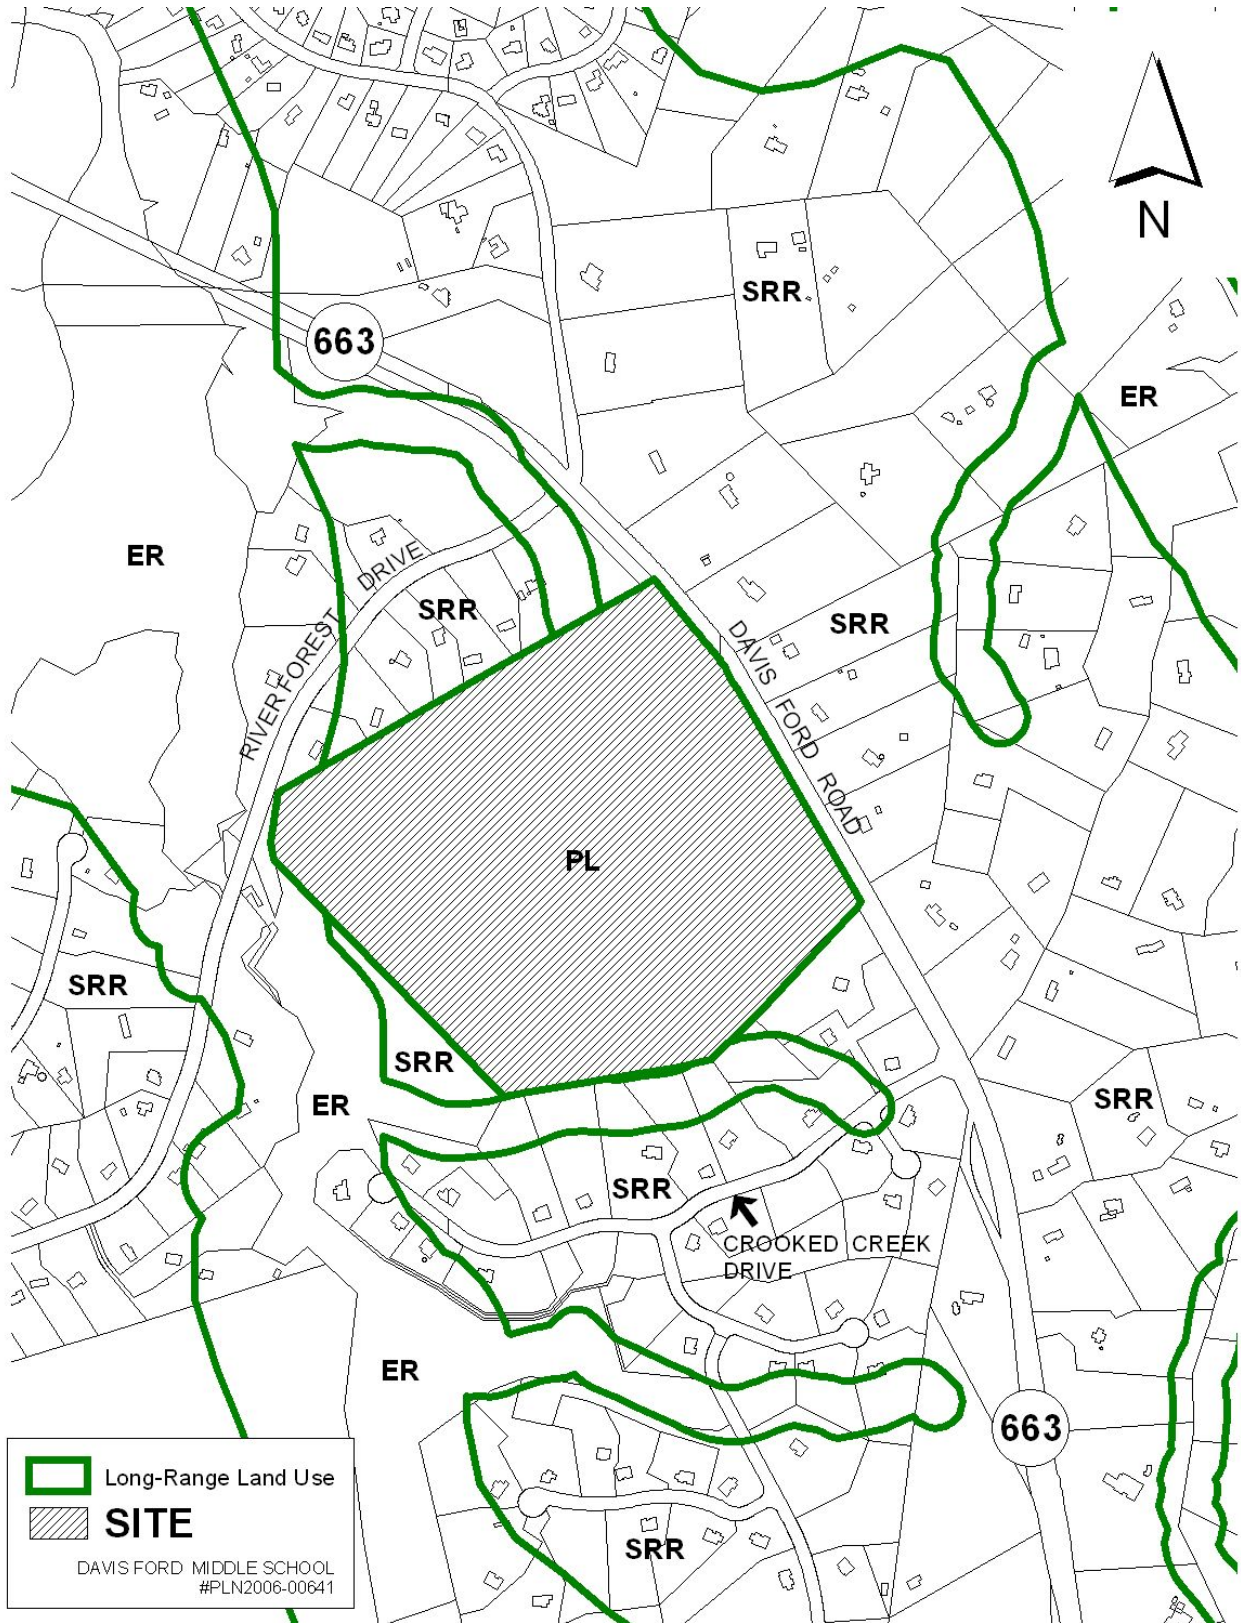 N
SRR
663
ER
ER
RIVER FOREST DRIVE
SRR
SRR
DAVIS FORD ROAD
PL
SRR
SRR
ER
SRR
SRR
CROOKED CREEK
DRIVE
ER
663
SRR
Long-Range Land Use
SITE
DAVIS FORD MIDDLE SCHOOL
#PLN2006-00641